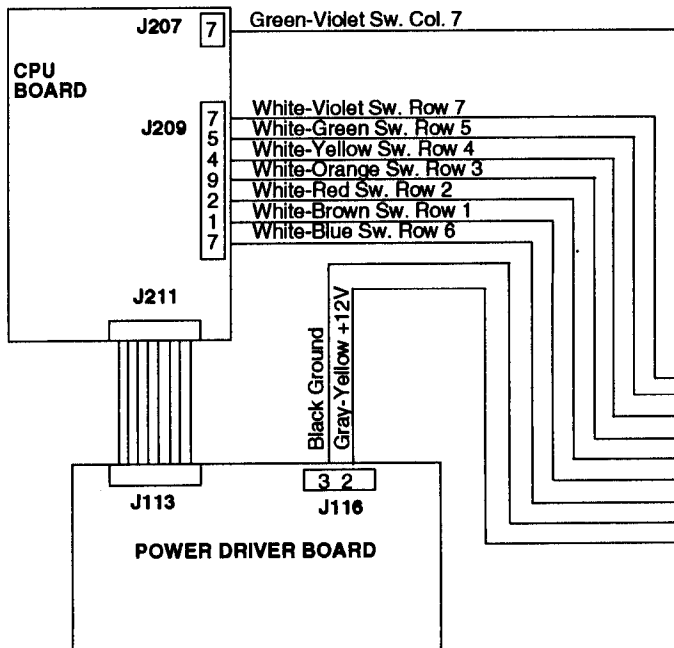 J207
7
Green-Violet Sw. Col. 7
CPU
BOARD
J209
7
White-Violet Sw. Row 7
5
White-Green Sw. Row 5
4
White-Yellow Sw. Row 4
9
White-Orange Sw. Row 3
2
White-Red Sw. Row 2
1
White-Brown Sw. Row 1
7
White-Blue Sw. Row 6
J211
Black Ground
Gray-Yellow +12V
3 2
J113
J116
POWER DRIVER BOARD